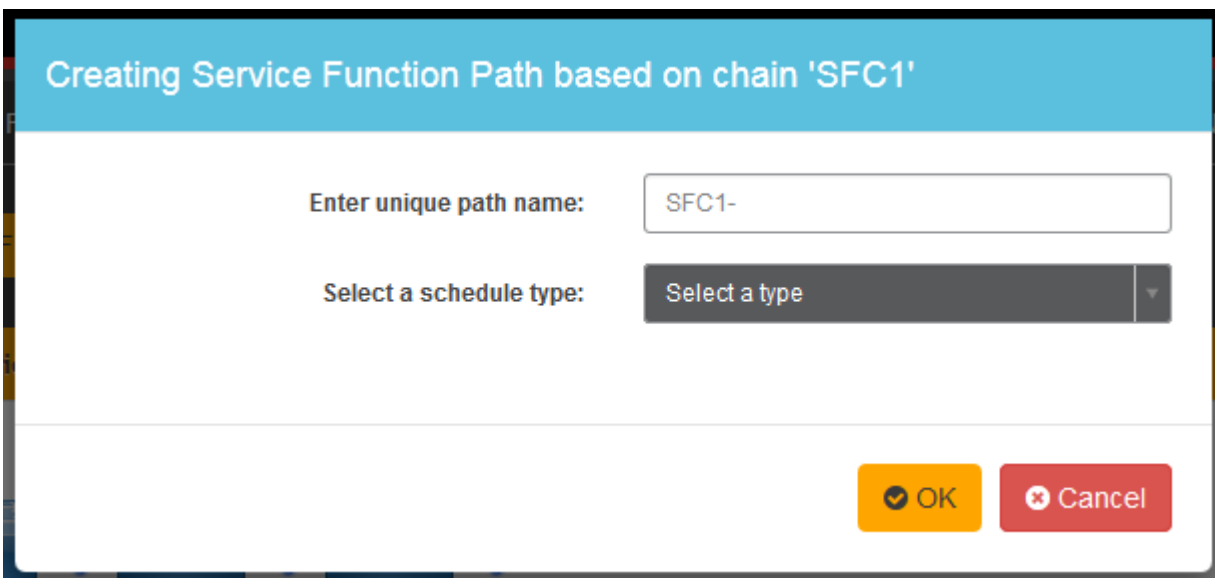 Creating Service Function Path based on chain 'SFC1'
Enter unique path name:
SFC1-
Select a schedule type:
Select a type
OK
Cancel